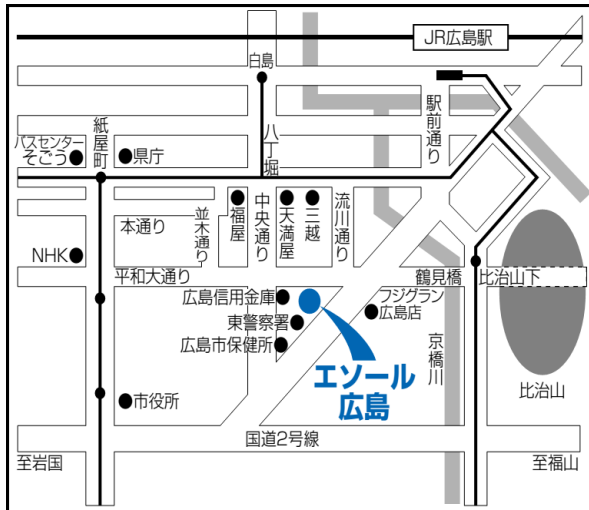 JR広島駅
白島
駅前通り
紙屋町
バスセンター
そごう
県庁
八丁堀
本通り
並木通り
福屋
中央通り
天満屋
三越
流川通り
NHK
平和大通り
鶴見橋
比治山下
広島信用金庫
東警察署
広島市保健所
フジグラン
広島店
エソール
広島
京橋川
比治山
市役所
国道2号線
至岩国
至福山